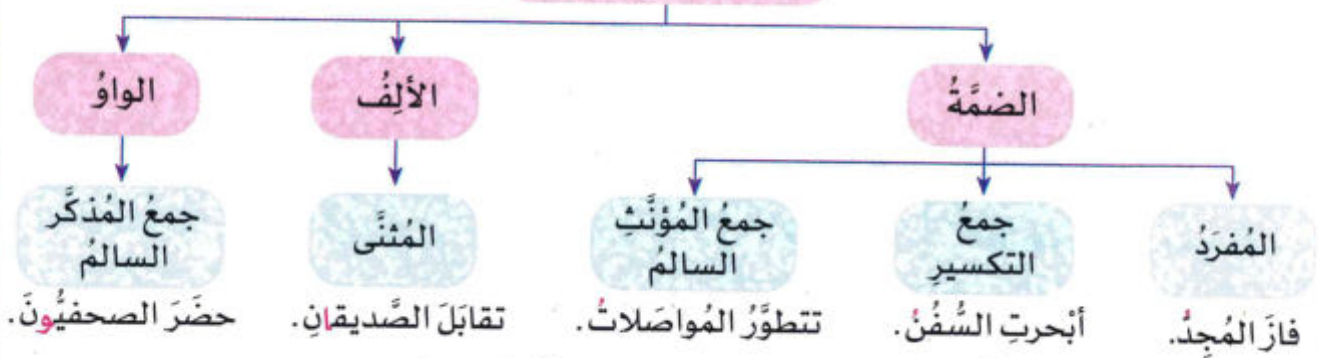 الضمَّةُ
الألِفُ
الواوُ
المُفرَدُ
جمعُ
التكسيرِ
جمعُ المُؤنَّثِ
السالمُ
المُثنَّى
جمعُ المُذكَّر
السالمُ
فازَ المُجِدُّ.
أبْحرتِ السُّفُنُ.
تتطوَّرُ المُواصَلاتُ.
تقابَلَ الصَّديقانِ.
حضَرَ الصحفيُّونَ.